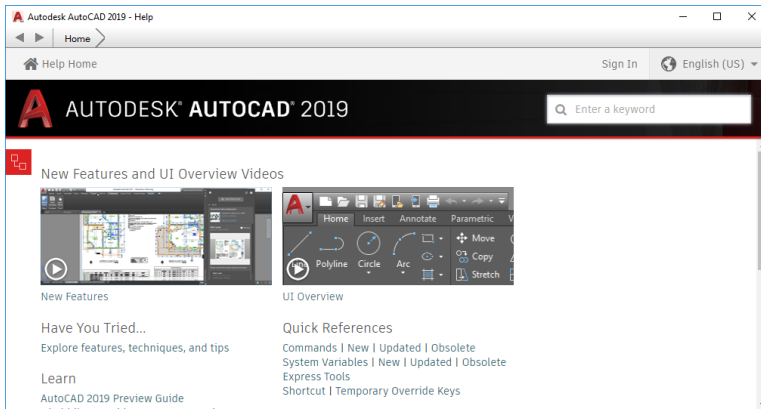 Autodesk AutoCAD 2019 - Help
Home
Help Home
Sign In
English (US)
AUTODESK® AUTOCAD® 2019
Enter a keyword
New Features and UI Overview Videos
Home Insert Annotate Parametric
Polyline Circle Arc
Move
Copy
Stretch
New Features
UI Overview
Have You Tried...
Explore features, techniques, and tips
Quick References
Commands | New | Updated | Obsolete
System Variables | New | Updated | Obsolete
Express Tools
Shortcut | Temporary Override Keys
Learn
AutoCAD 2019 Preview Guide